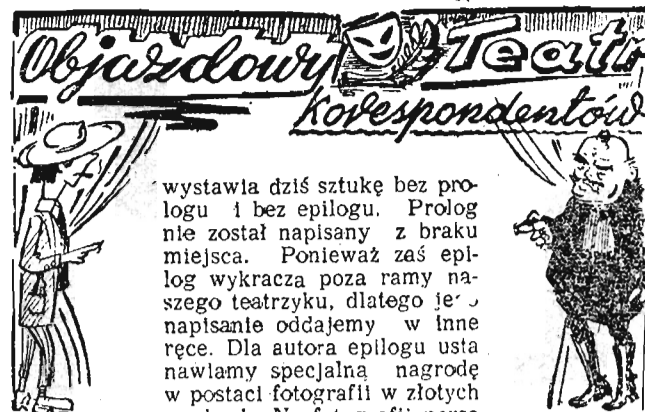 Objazdowy Teatr
korespondentów
wystawia dziś sztukę bez pro-
logu i bez epilogu. Prolog
nie został napisany z braku
miejsca. Ponieważ zaś epi-
log wykracza poza ramy na-
szego teatrzyku, dlatego
napisanie oddajemy w inne
ręce. Dla autora epilogu usta
nawiamy specjalną nagrodę
w postaci fotografii w złotych